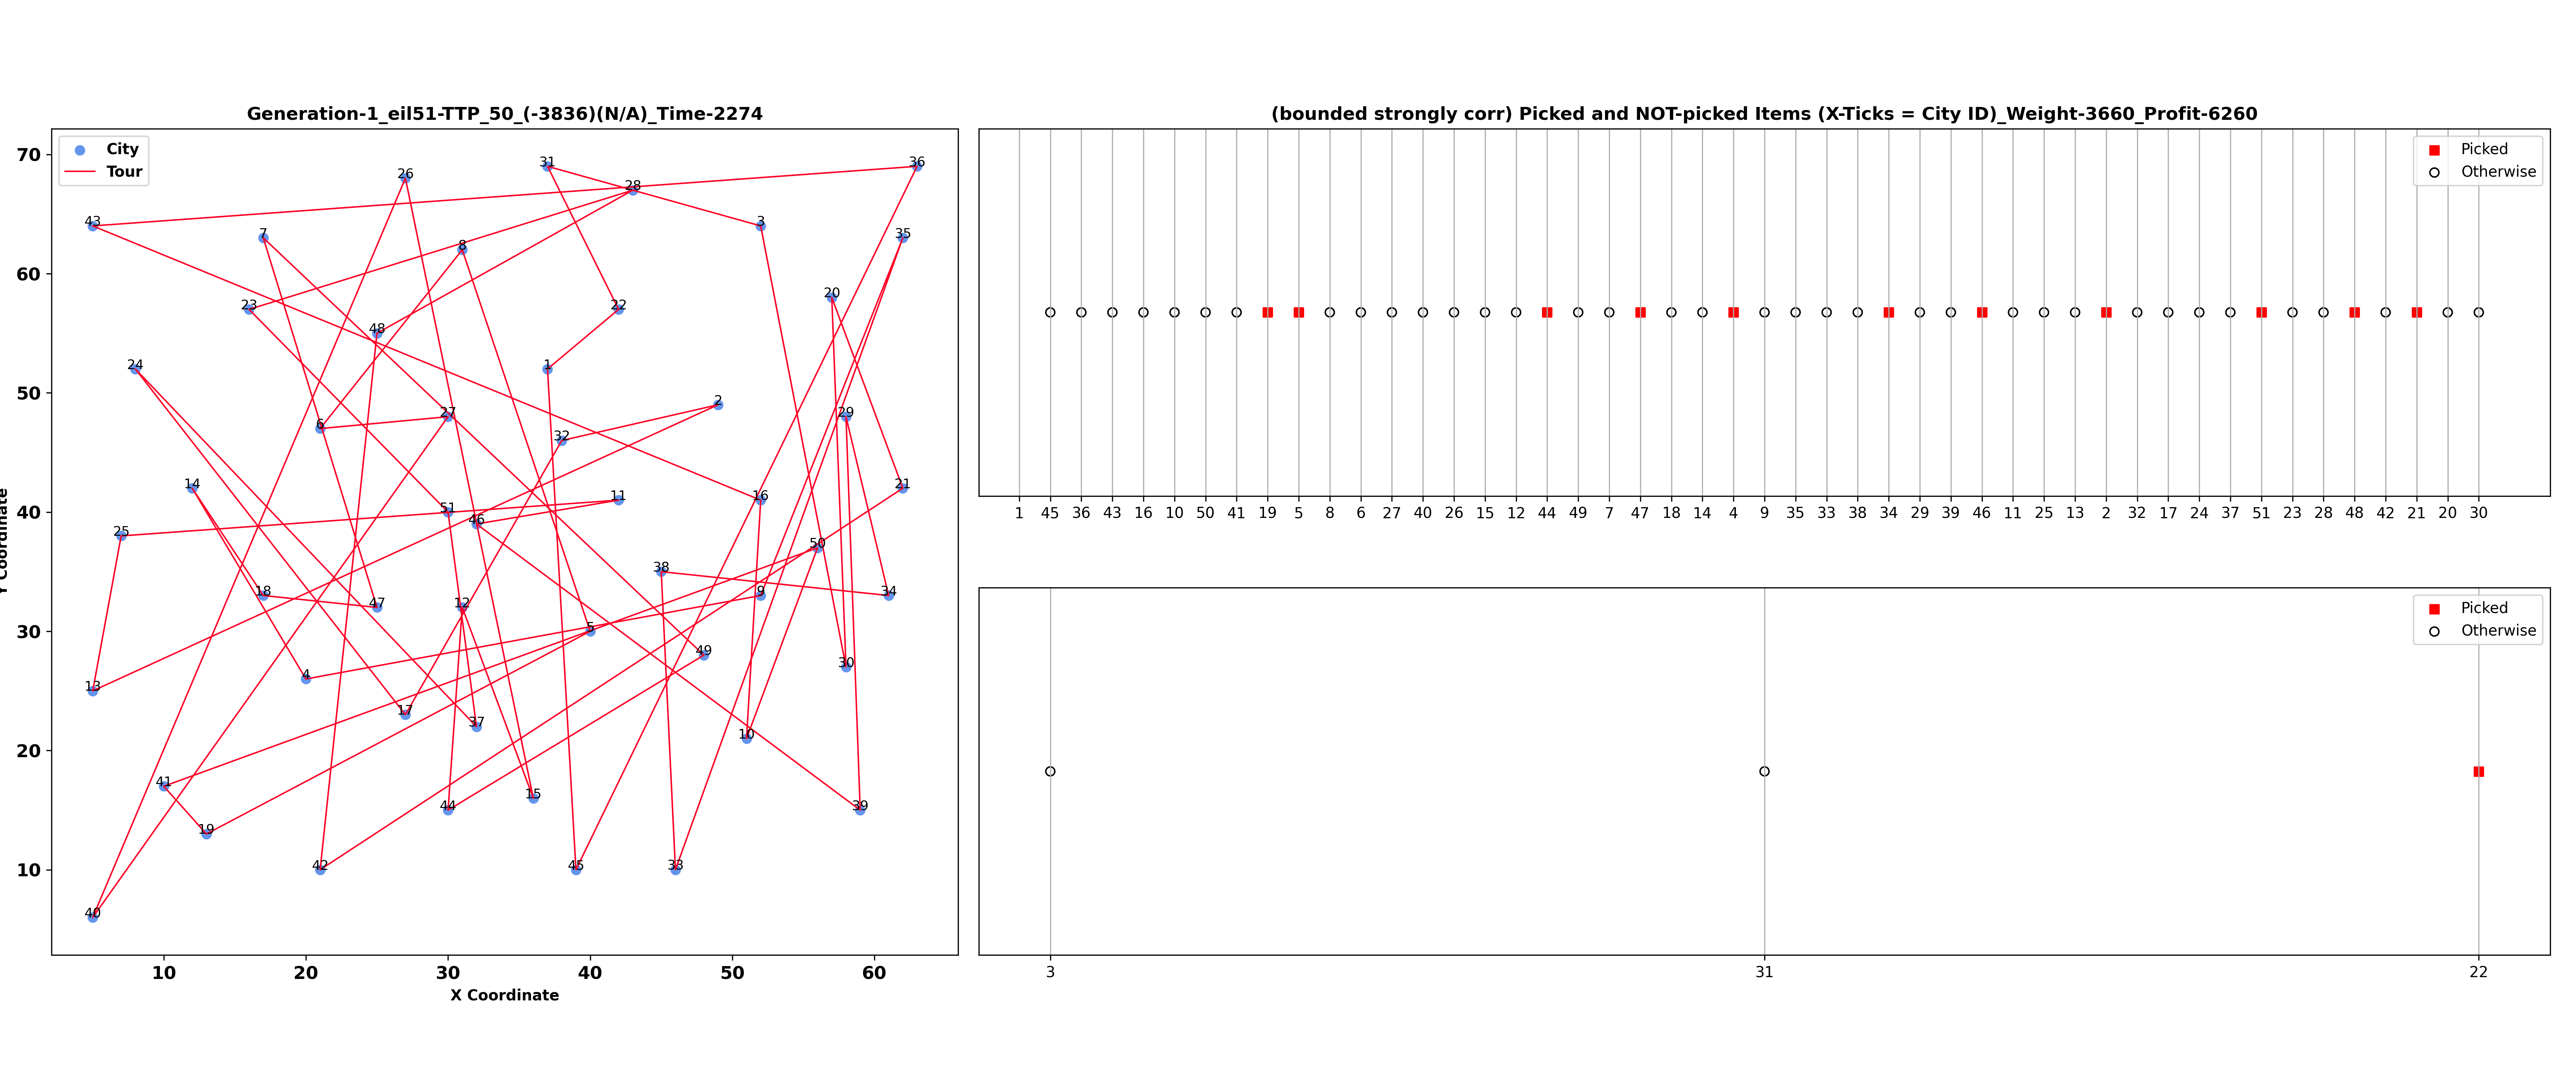 Generation-1_eil51-TTP_50_(-3836)(N/A)_Time-2274
City
Tour
70
60
50
40
30
20
10
Y Coordinate
10 20 30 40 50 60
X Coordinate
31 36
26
28
43 3
7 35
8
20
23 22
48
24 1
2
27 29
6 32
14 21
11 16
51
46
25
50
38
18 9 34
47 12
5
49
4 30
13
17
37
10
41
15
44 39
19
42 45 33
40
(bounded strongly corr) Picked and NOT-picked Items (X-Ticks = City ID)_Weight-3660_Profit-6260
Picked
Otherwise
1 45 36 43 16 10 50 41 19 5 8 6 27 40 26 15 12 44 49 7 47 18 14 4 9 35 33 38 34 29 39 46 11 25 13 2 32 17 24 37 51 23 28 48 42 21 20 30
Picked
Otherwise
3 31 22